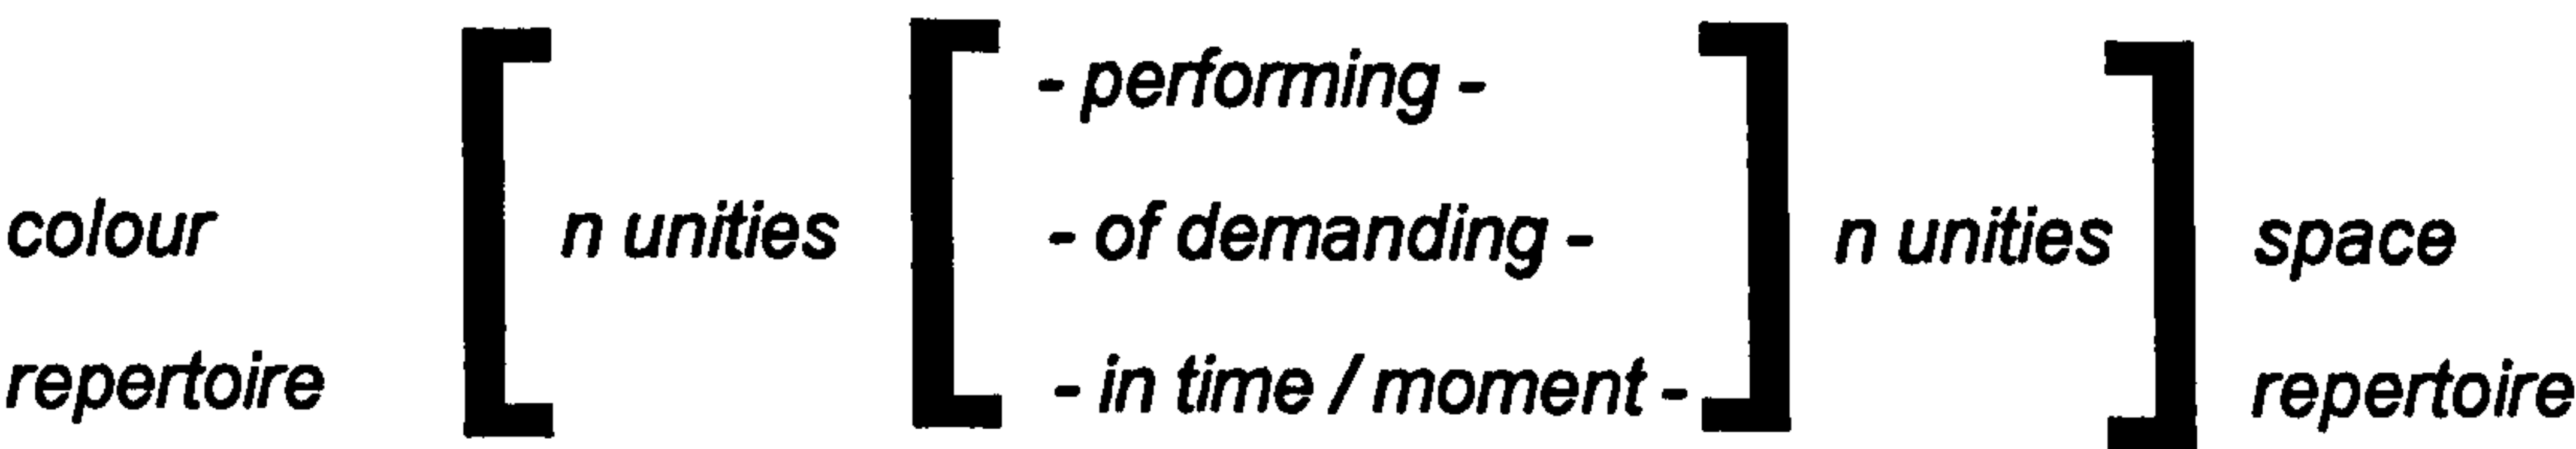 - performing -
colour n unities - of demanding - n unities space
repertoire - in time / moment - repertoire